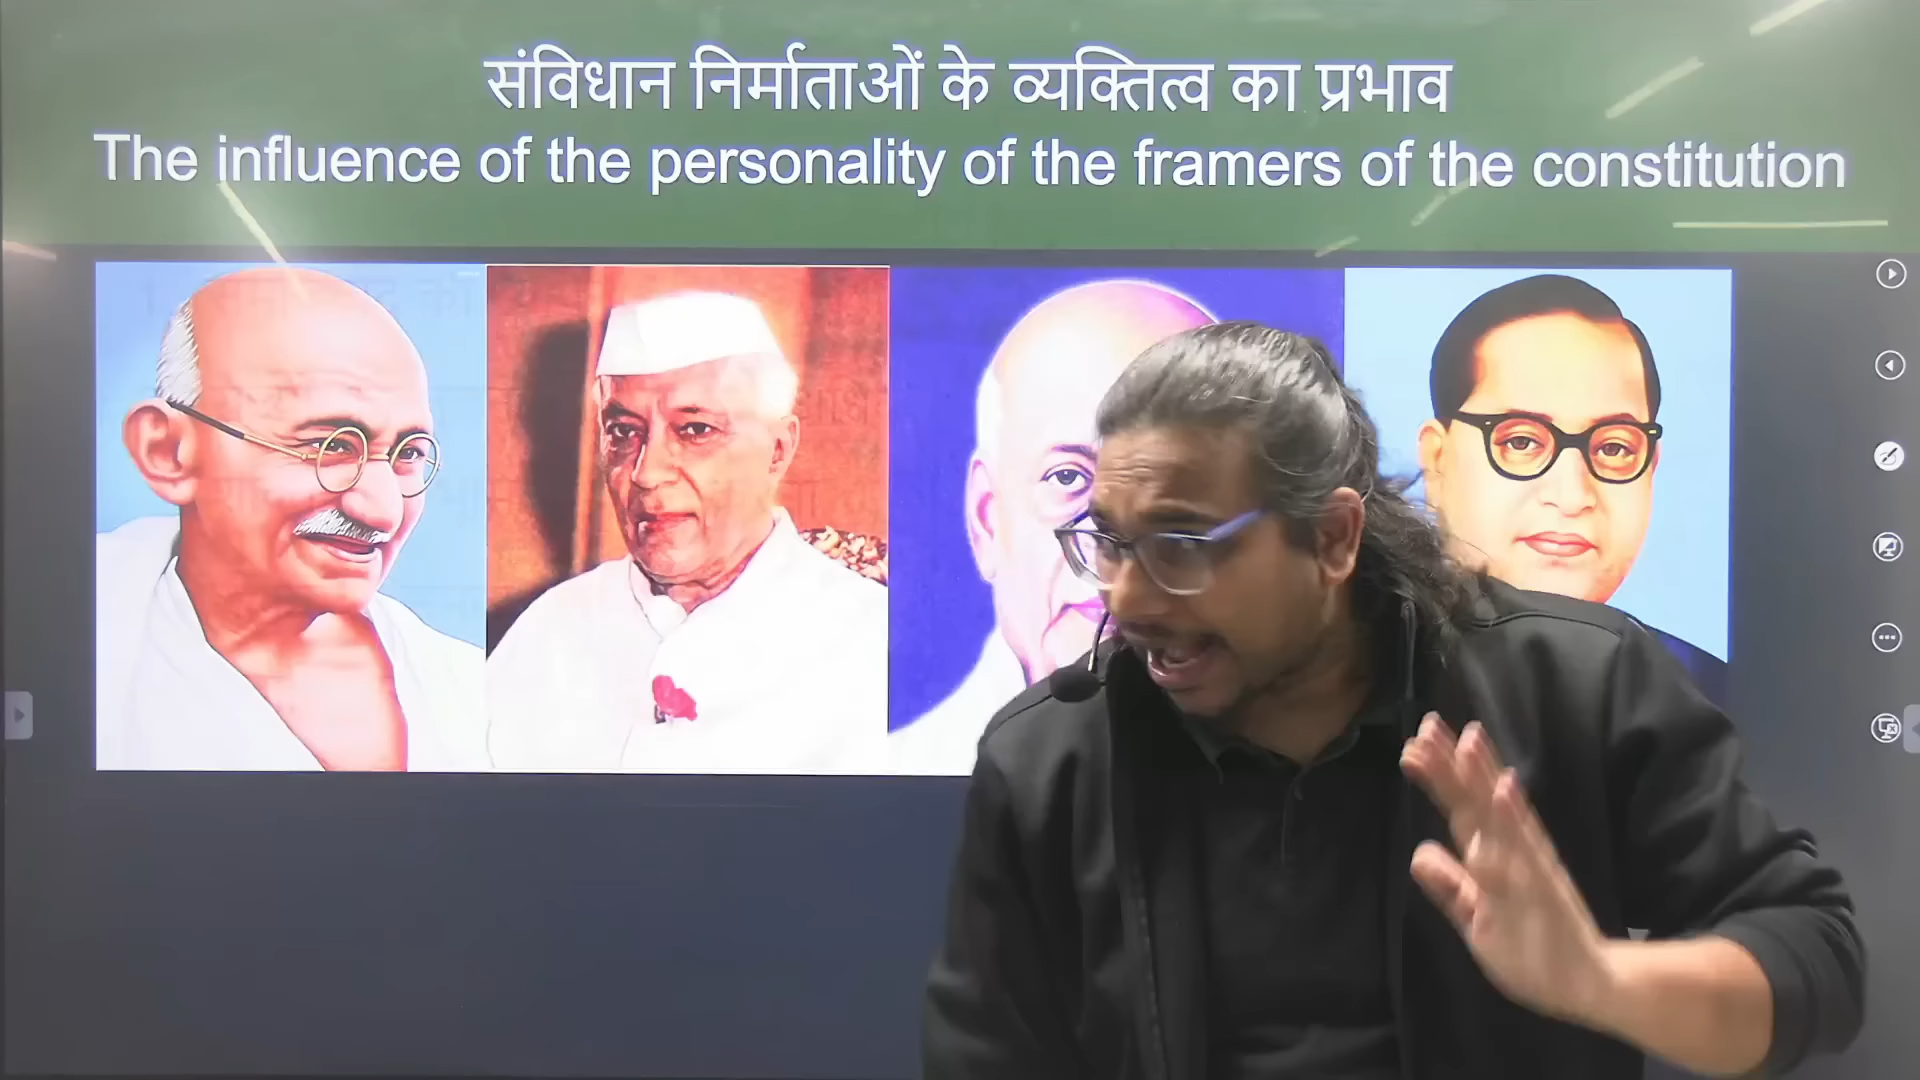 संविधान निर्माताओं के व्यक्तित्व का प्रभाव
The influence of the personality of the framers of the constitution